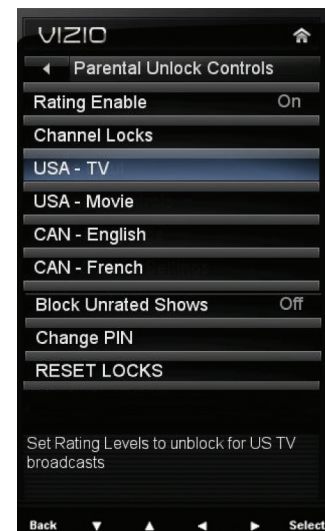 VIZIO
Parental Unlock Controls
Rating Enable On
Channel Locks
USA - TV
USA - Movie
CAN - English
CAN - French
Block Unrated Shows Off
Change PIN
RESET LOCKS
Set Rating Levels to unblock for US TV
broadcasts
Back Select